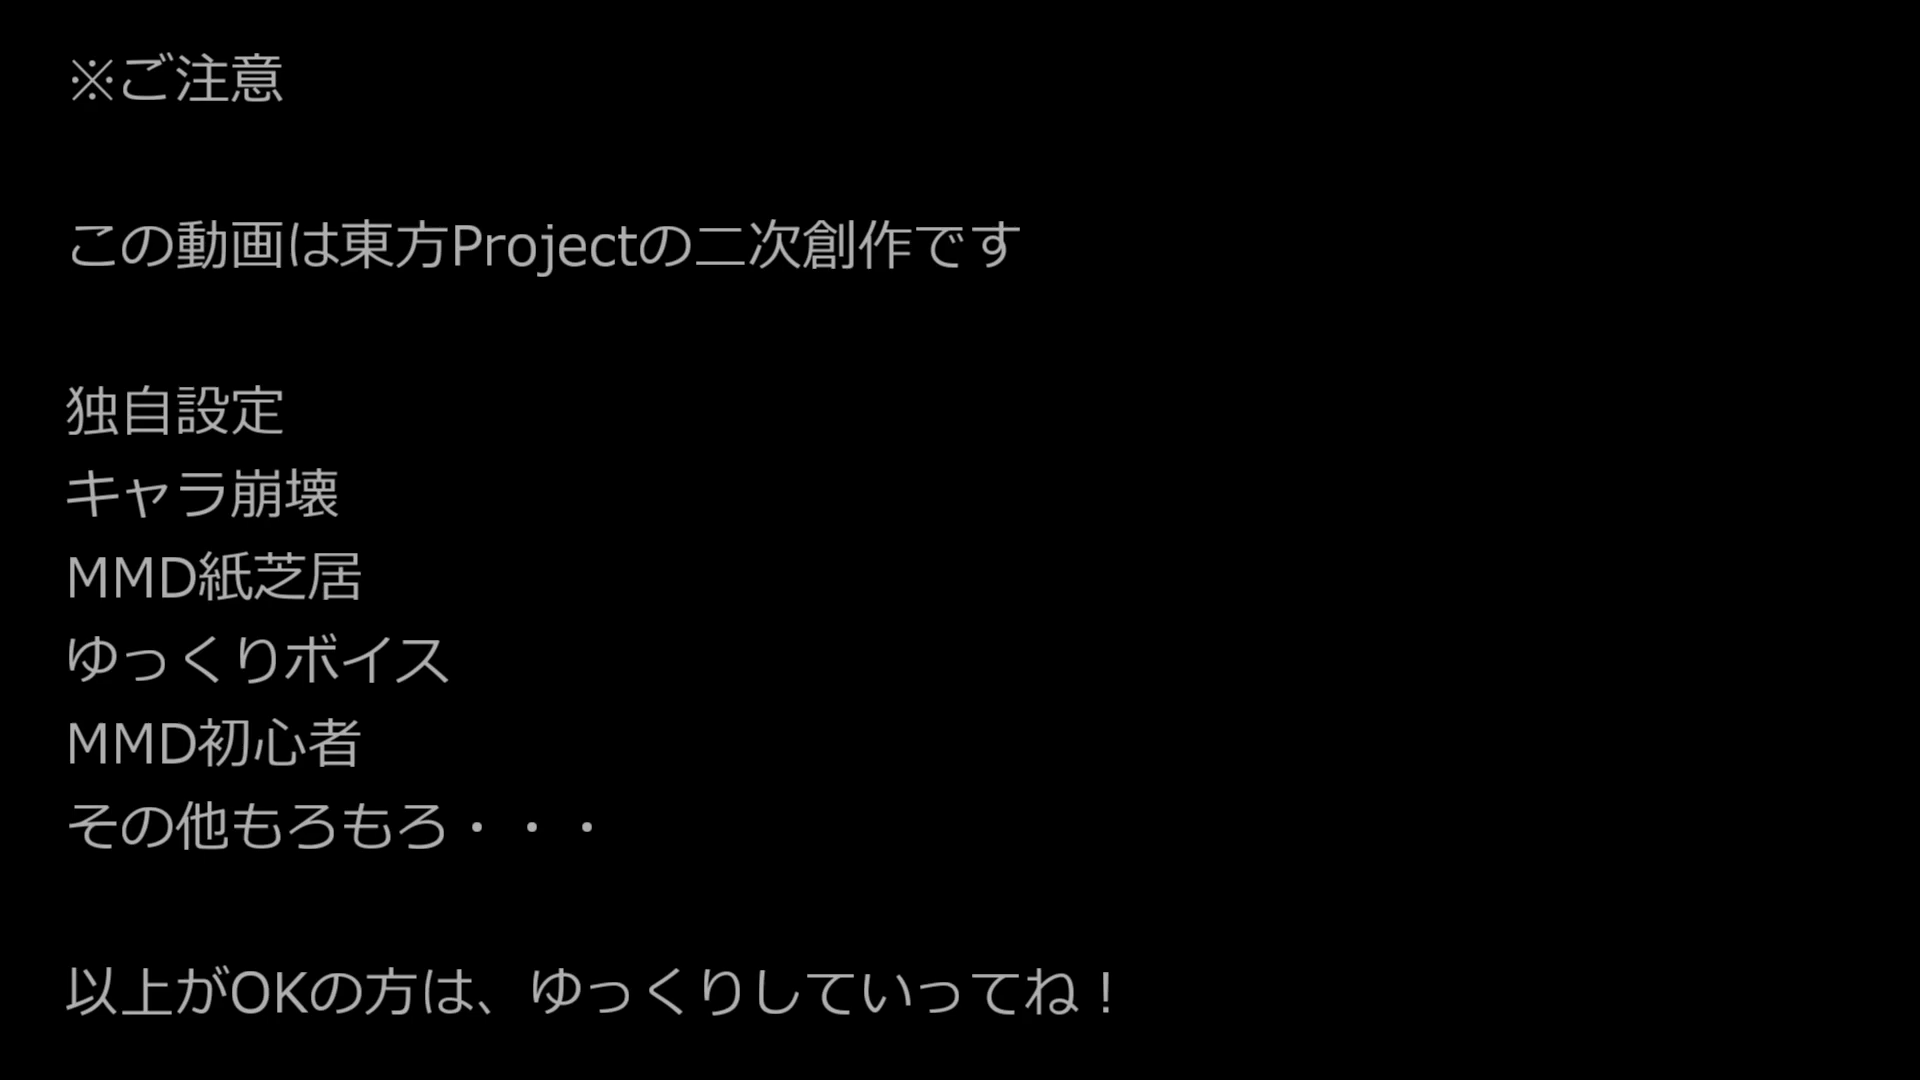 ※ご注意
この動画は東方Projectの二次創作です
独自設定
キャラ崩壊
MMD紙芝居
ゆっくりボイス
MMD初心者
その他もろもろ・・・
以上がOKの方は、ゆっくりしていってね！